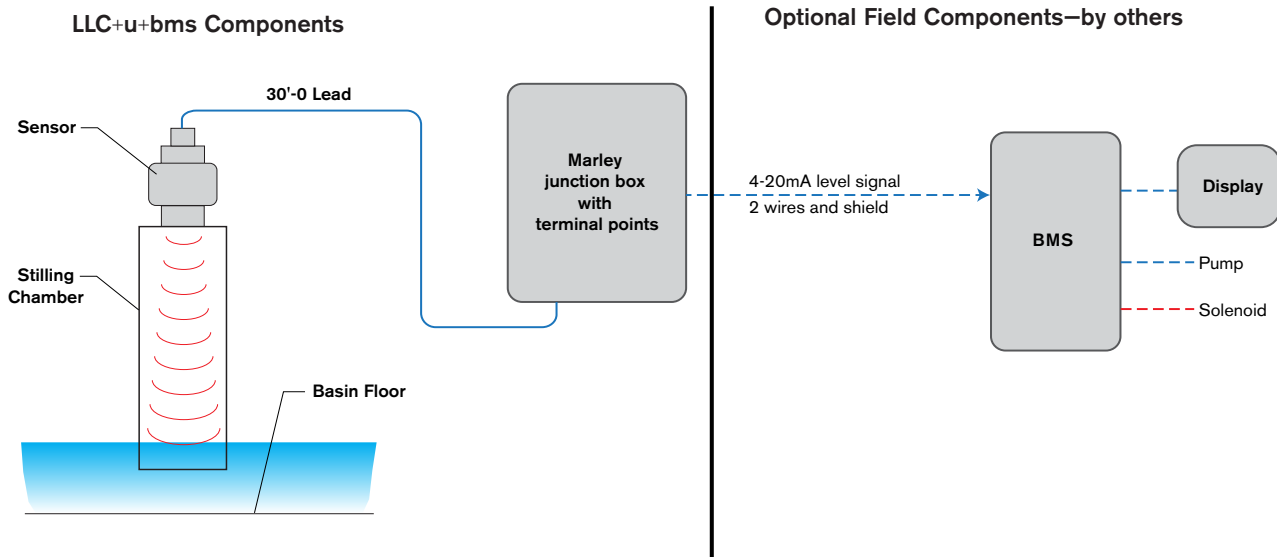 LLC+u+bms Components
Optional Field Components—by others
30'-0 Lead
Sensor
Marley
junction box
with
terminal points
4-20mA level signal
2 wires and shield
BMS
Display
Pump
Solenoid
Stilling
Chamber
Basin Floor